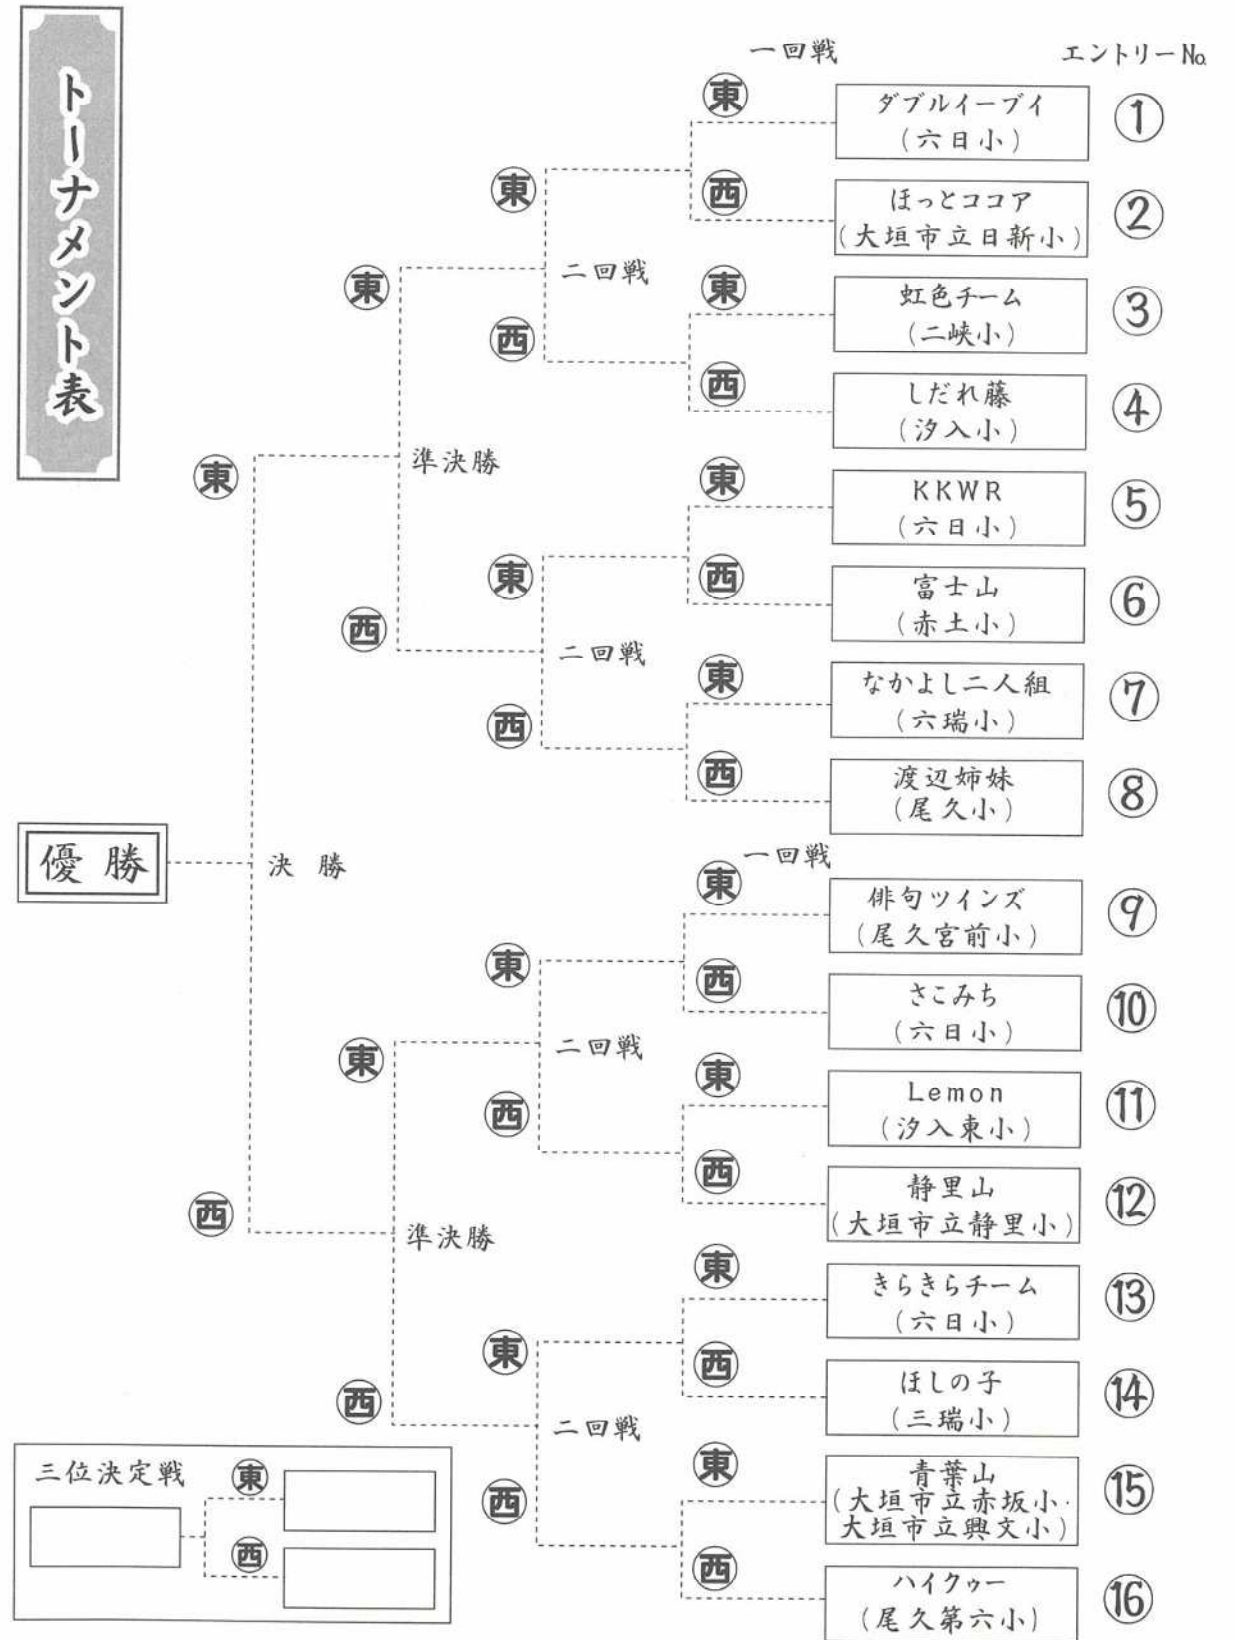 トーナメント表
一回戦
エントリーNo.
東
ダブルイーブイ
(六日小)
①
西
ほっとココア
(大垣市立日新小)
②
東
二回戦
西
東
虹色チーム
(二峡小)
③
西
しだれ藤
(汐入小)
④
東
準決勝
西
東
KKWR
(六日小)
⑤
西
富士山
(赤土小)
⑥
東
二回戦
西
東
なかよし二人組
(六瑞小)
⑦
西
渡辺姉妹
(尾久小)
⑧
東
優勝
決勝
西
一回戦
東
俳句ツインズ
(尾久宮前小)
⑨
西
さこみち
(六日小)
⑩
東
二回戦
西
東
Lemon
(汐入東小)
⑪
西
静里山
(大垣市立静里小)
⑫
東
準決勝
西
東
きらきらチーム
(六日小)
⑬
西
ほしの子
(三瑞小)
⑭
東
二回戦
西
東
青葉山
(大垣市立赤坂小・
大垣市立興文小)
⑮
西
ハイクゥー
(尾久第六小)
⑯
三位決定戦
東
西